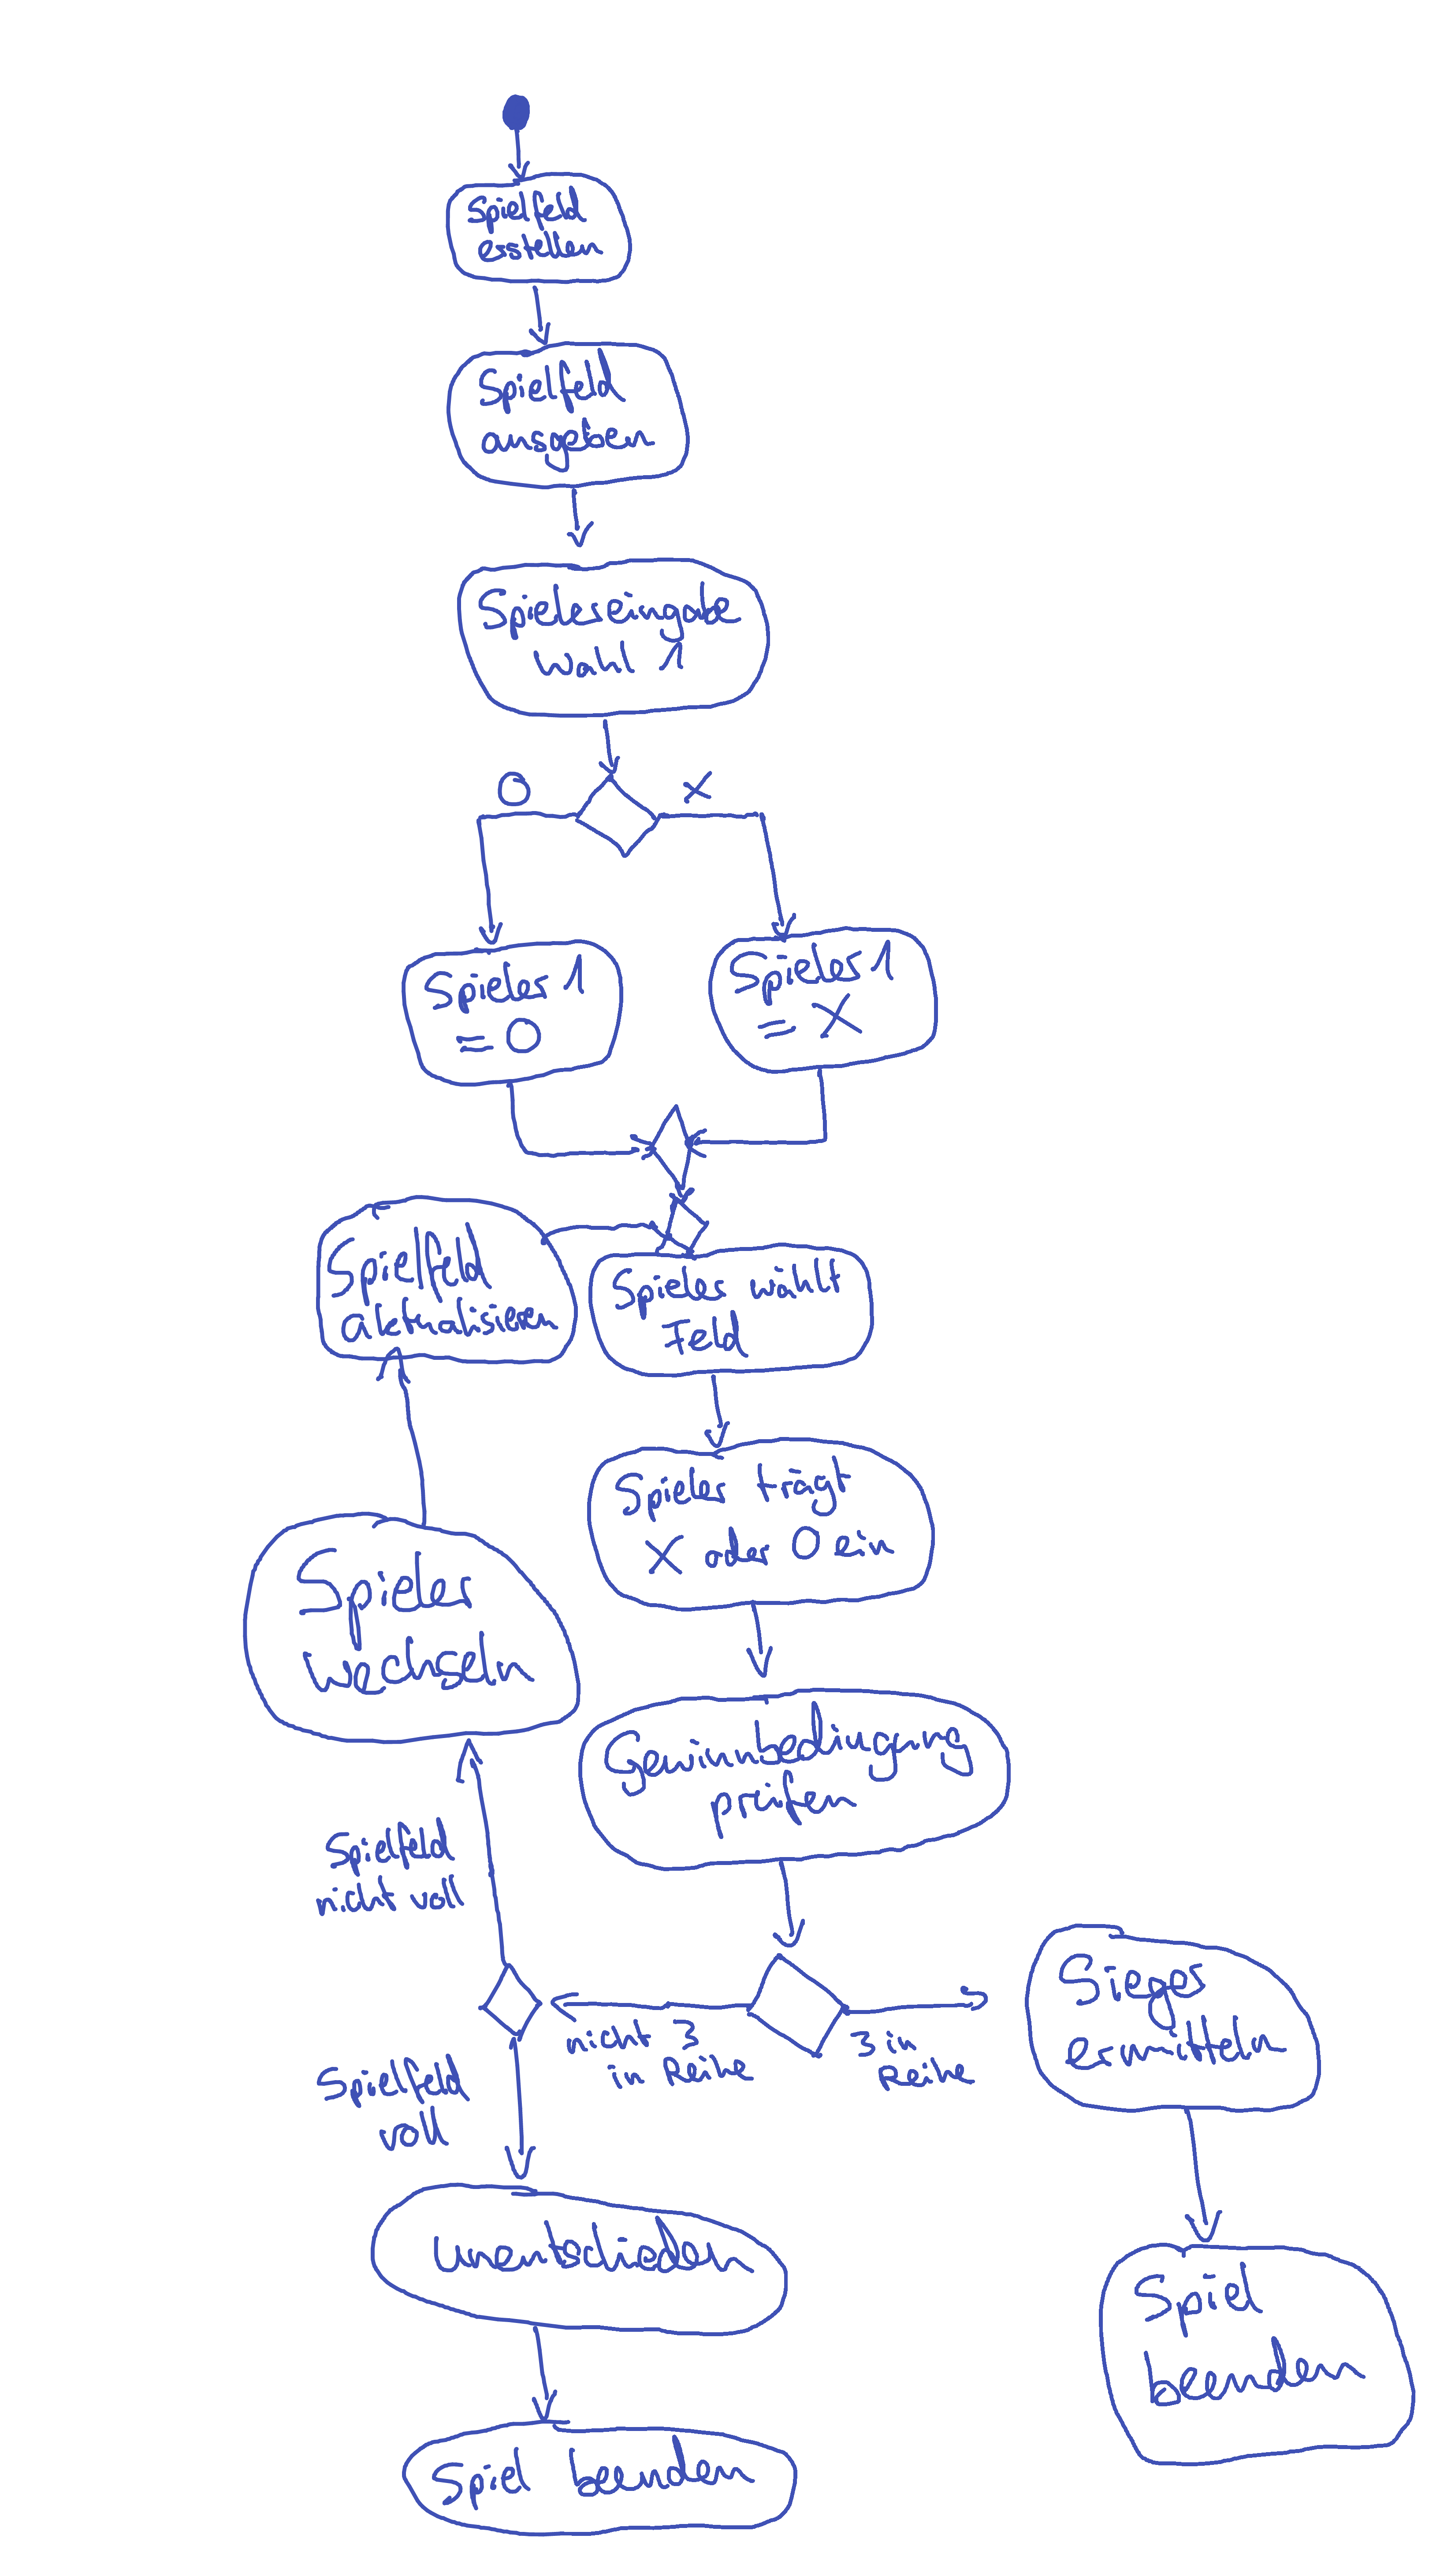 Spielfeld
erstellen
Spielfeld
ausgeben
Spielereingabe
Wahl 1
O
X
Spieler 1
= O
Spieler 1
= X
Spielfeld
aktualisieren
Spieler wählt
Feld
Spieler trägt
X oder O ein
Spieler
wechseln
Gewinnbedingung
prüfen
Spielfeld
nicht voll
nicht 3
in Reihe
3 in
Reihe
Sieger
ermitteln
Spielfeld
voll
unentschieden
Spiel
beenden
Spiel beenden